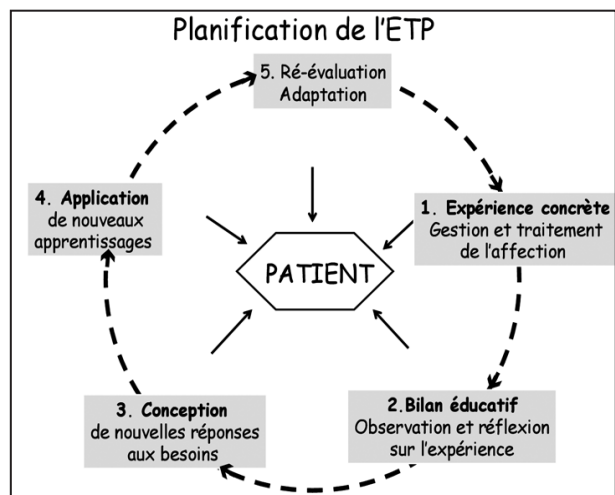 Planification de l'ETP
5. Ré-évaluation
Adaptation
1. Expérience concrète
Gestion et traitement
de l'affection
2.Bilan éducatif
Observation et réflexion
sur l'expérience
3. Conception
de nouvelles réponses
aux besoins
4. Application
de nouveaux
apprentissages
PATIENT